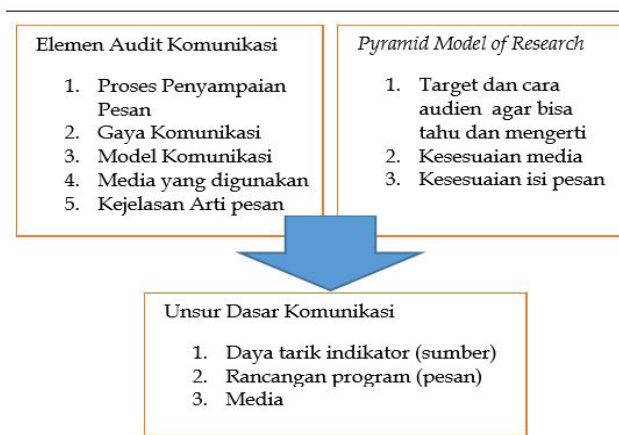 Elemen Audit Komunikasi
1. Proses Penyampaian
Pesan
2. Gaya Komunikasi
3. Model Komunikasi
4. Media yang digunakan
5. Kejelasan Arti pesan
Pyramid Model of Research
1. Target dan cara
audien agar bisa
tahu dan mengerti
2. Kesesuaian media
3. Kesesuaian isi pesan
Unsur Dasar Komunikasi
1. Daya tarik indikator (sumber)
2. Rancangan program (pesan)
3. Media